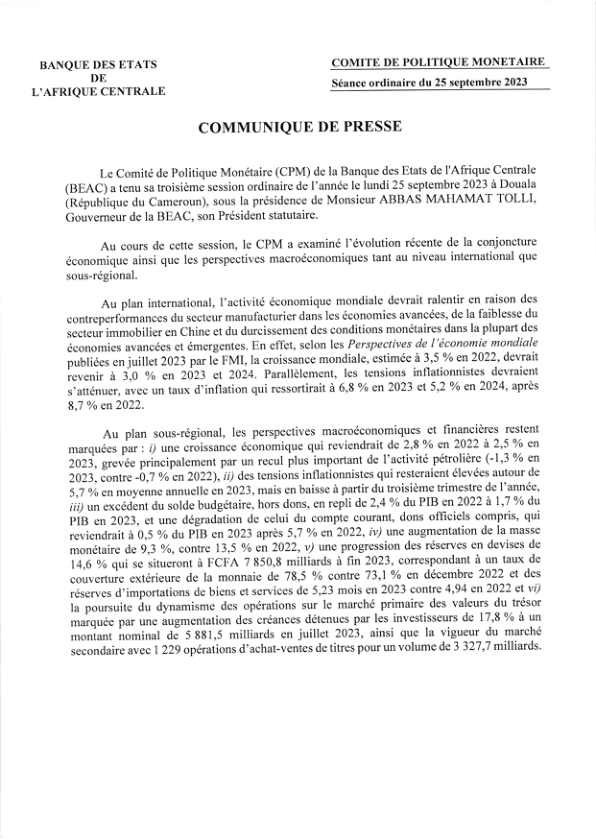 BANQUE DES ETATS
DE
L'AFRIQUE CENTRALE
COMITE DE POLITIQUE MONETAIRE
Séance ordinaire du 25 septembre 2023
COMMUNIQUE DE PRESSE
Le Comité de Politique Monétaire (CPM) de la Banque des Etats de l'Afrique Centrale
(BEAC) a tenu sa troisième session ordinaire de l'année le lundi 25 septembre 2023 à Douala
(République du Cameroun), sous la présidence de Monsieur ABBAS MAHAMAT TOLLI,
Gouverneur de la BEAC, son Président statutaire.
Au cours de cette session, le CPM a examiné l'évolution récente de la conjoncture
économique ainsi que les perspectives macroéconomiques tant au niveau international que
sous-régional.
Au plan international, l'activité économique mondiale devrait ralentir en raison des
contreperformances du secteur manufacturier dans les économies avancées, de la faiblesse du
secteur immobilier en Chine et du durcissement des conditions monétaires dans la plupart des
économies avancées et émergentes. En effet, selon les Perspectives de l'économie mondiale
publiées en juillet 2023 par le FMI, la croissance mondiale, estimée à 3,5 % en 2022, devrait
revenir à 3,0 % en 2023 et 2024. Parallèlement, les tensions inflationnistes devraient
s'atténuer, avec un taux d'inflation qui ressortirait à 6,8 % en 2023 et 5,2 % en 2024, après
8,7 % en 2022.
Au plan sous-régional, les perspectives macroéconomiques et financières restent
marquées par : i) une croissance économique qui reviendrait de 2,8 % en 2022 à 2,5 % en
2023, grevée principalement par un recul plus important de l'activité pétrolière (-1,3 % en
2023, contre -0,7 % en 2022), ii) des tensions inflationnistes qui resteraient élevées autour de
5,7 % en moyenne annuelle en 2023, mais en baisse à partir du troisième trimestre de l'année,
iii) un excédent du solde budgétaire, hors dons, en repli de 2,4 % du PIB en 2022 à 1,7 % du
PIB en 2023, et une dégradation de celui du compte courant, dons officiels compris, qui
reviendrait à 0,5 % du PIB en 2023 après 5,7 % en 2022, iv) une augmentation de la masse
monétaire de 9,3 %, contre 13,5 % en 2022, v) une progression des réserves en devises de
14,6 % qui se situeront à FCFA 7 850,8 milliards à fin 2023, correspondant à un taux de
couverture extérieure de la monnaie de 78,5 % contre 73,1 % en décembre 2022 et des
réserves d'importations de biens et services de 5,23 mois en 2023 contre 4,94 en 2022 et vi)
la poursuite du dynamisme des opérations sur le marché primaire des valeurs du trésor
marquée par une augmentation des créances détenues par les investisseurs de 17,8 % à un
montant nominal de 5 881,5 milliards en juillet 2023, ainsi que la vigueur du marché
secondaire avec 1 229 opérations d'achat-ventes de titres pour un volume de 3 327,7 milliards.